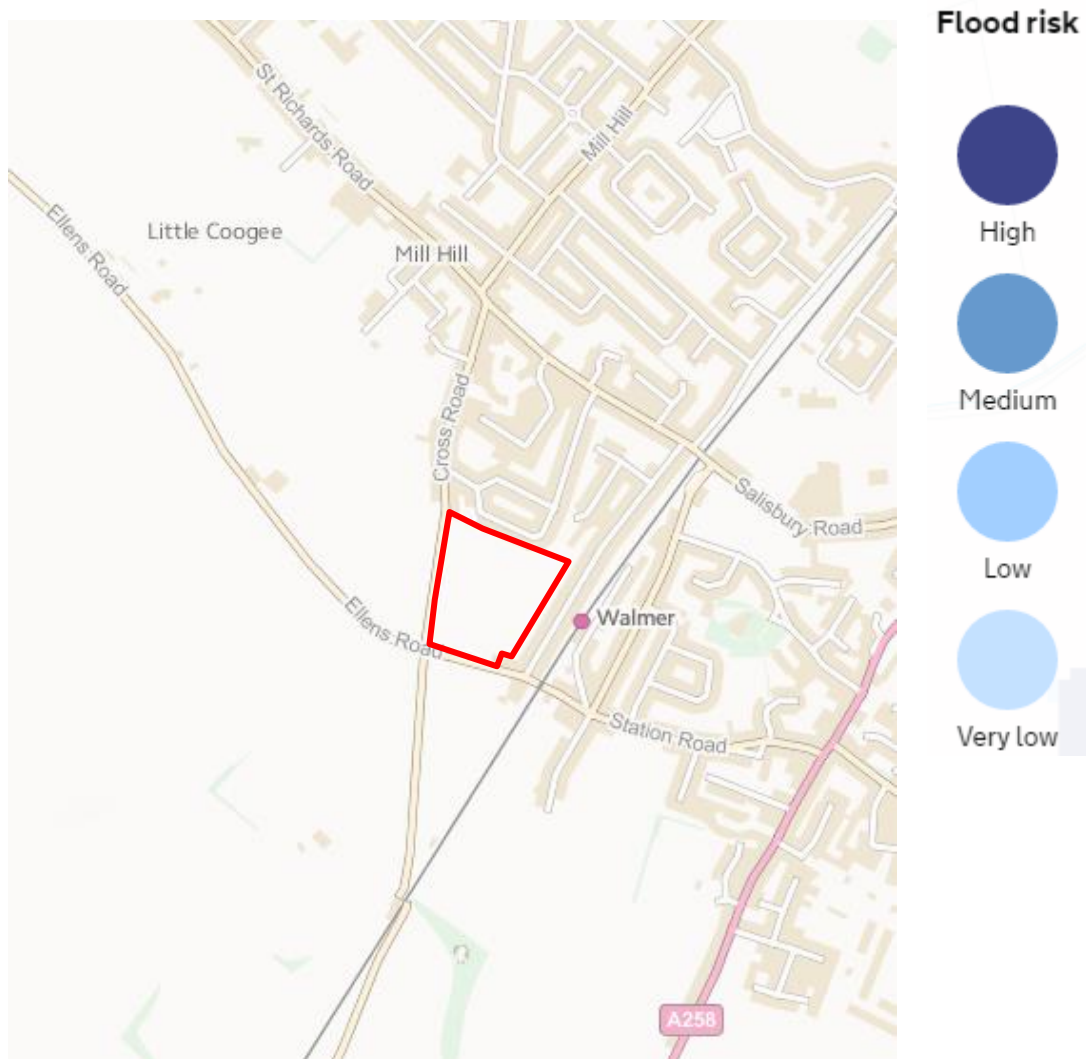 Flood risk
St Richards Road
Mill Hill
Ellens Road
Little Coogee
Mill Hill
High
Medium
Cross Road
Salisbury Road
Low
Ellens Road
Walmer
Station Road
Very low
A258